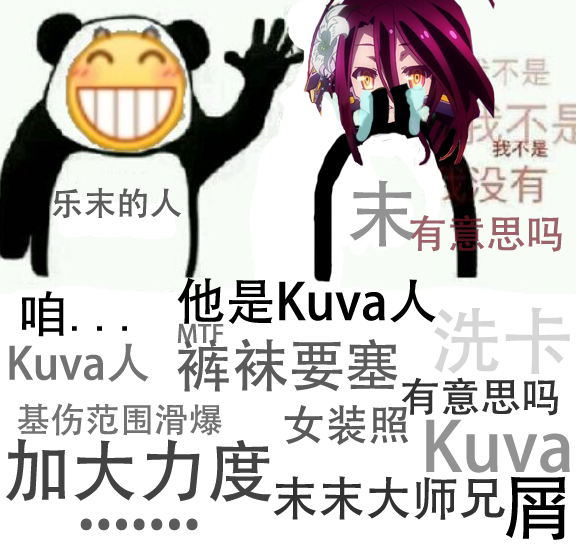 我不是
我不是
我不是
我没有
乐末的人
末
有意思吗
咱...
他是Kuva人
MTF
洗卡
Kuva人
裤袜要塞
有意思吗
基伤范围滑爆
女装照
Kuva
加大力度
末末大师兄
屑
•••••••